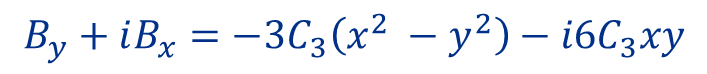 B_y + iB_x = −3C_3(x^2 − y^2) − i6C_3xy